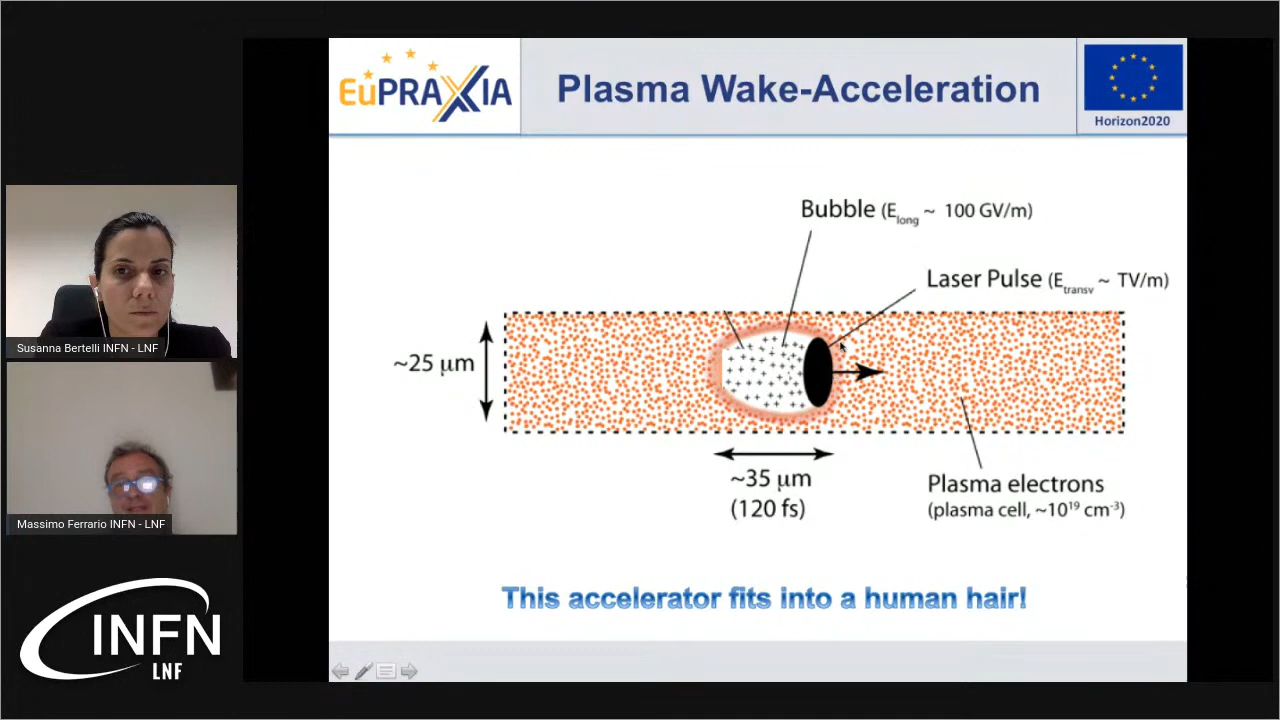 EuPRAXIA
Plasma Wake-Acceleration
Horizon2020
Bubble (E_long ~ 100 GV/m)
Laser Pulse (E_transv ~ TV/m)
~25 µm
~35 µm
(120 fs)
Plasma electrons
(plasma cell, ~10¹⁹ cm⁻³)
This accelerator fits into a human hair!
Susanna Bertelli INFN - LNF
Massimo Ferrario INFN - LNF
INFN
LNF